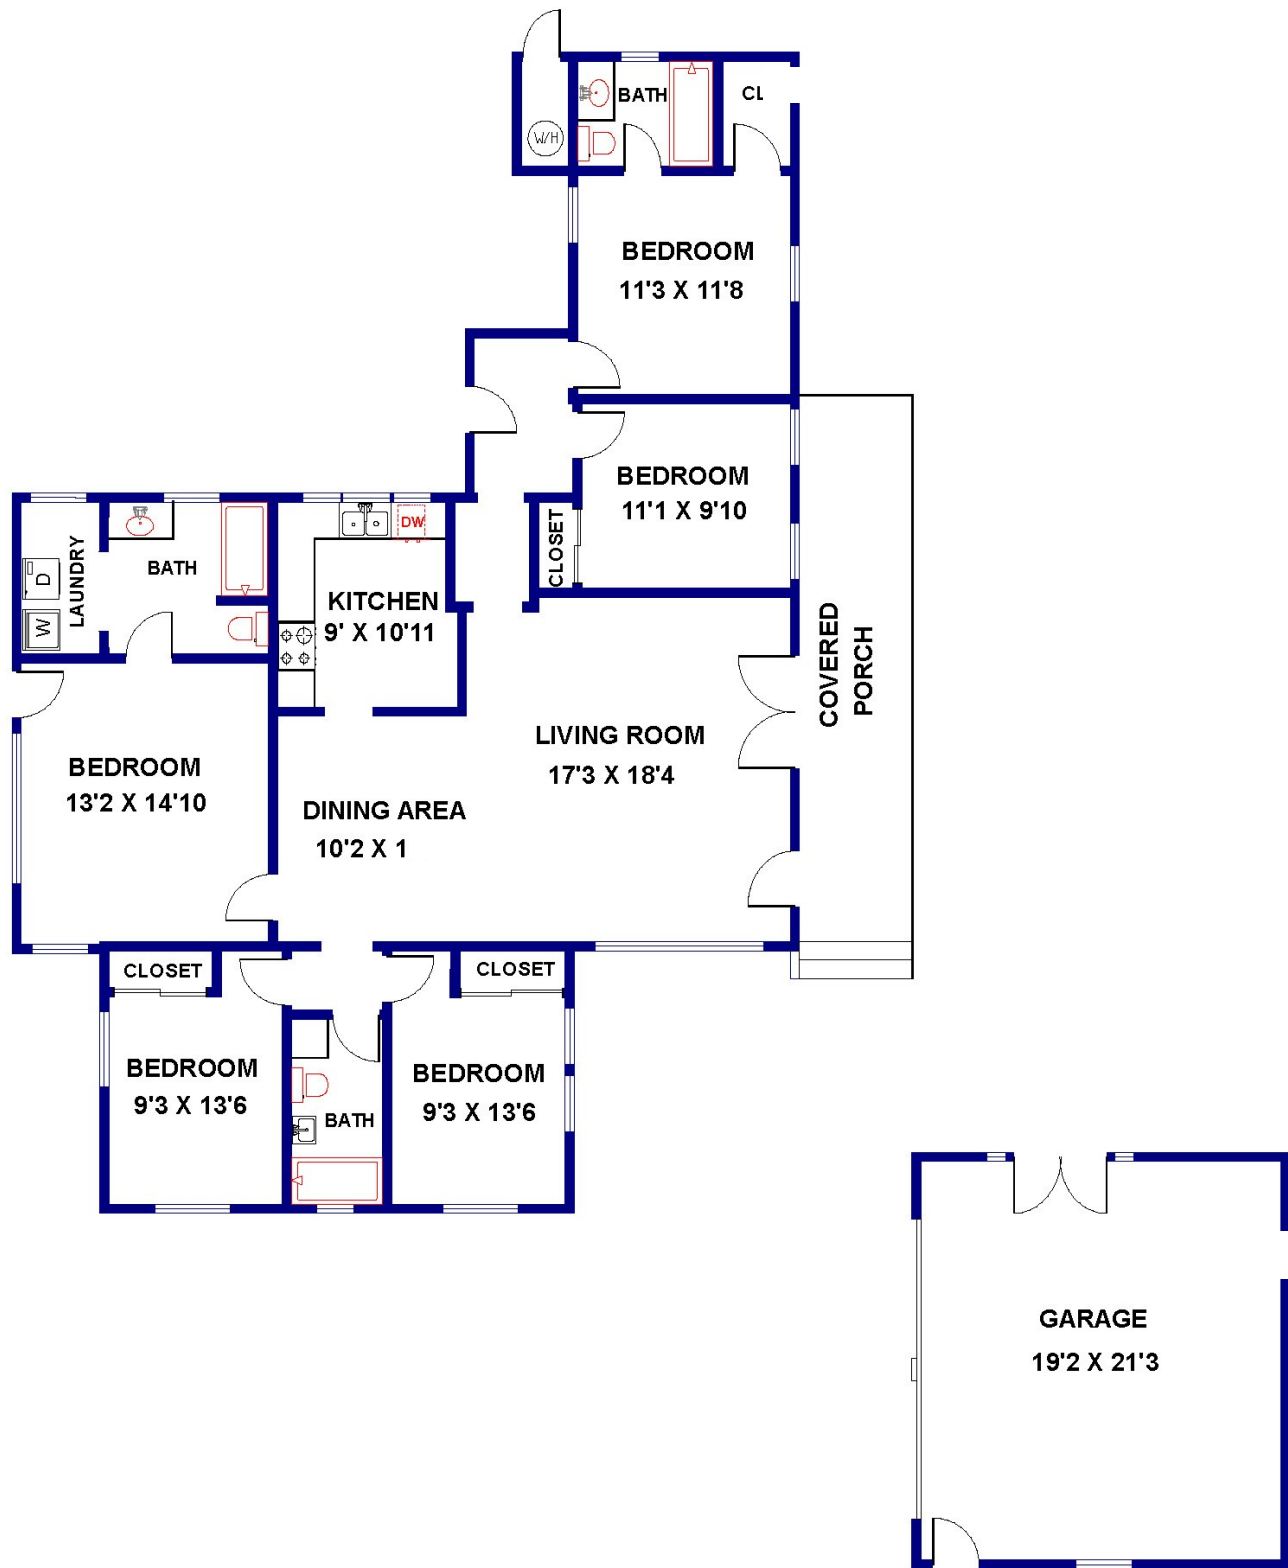 BATH
CL
W/H
BEDROOM
11'3 X 11'8
BEDROOM
11'1 X 9'10
CLOSET
DW
LAUNDRY
D
W
BATH
KITCHEN
9' X 10'11
COVERED
PORCH
LIVING ROOM
17'3 X 18'4
BEDROOM
13'2 X 14'10
DINING AREA
10'2 X 1
CLOSET
CLOSET
BEDROOM
9'3 X 13'6
BEDROOM
9'3 X 13'6
BATH
GARAGE
19'2 X 21'3